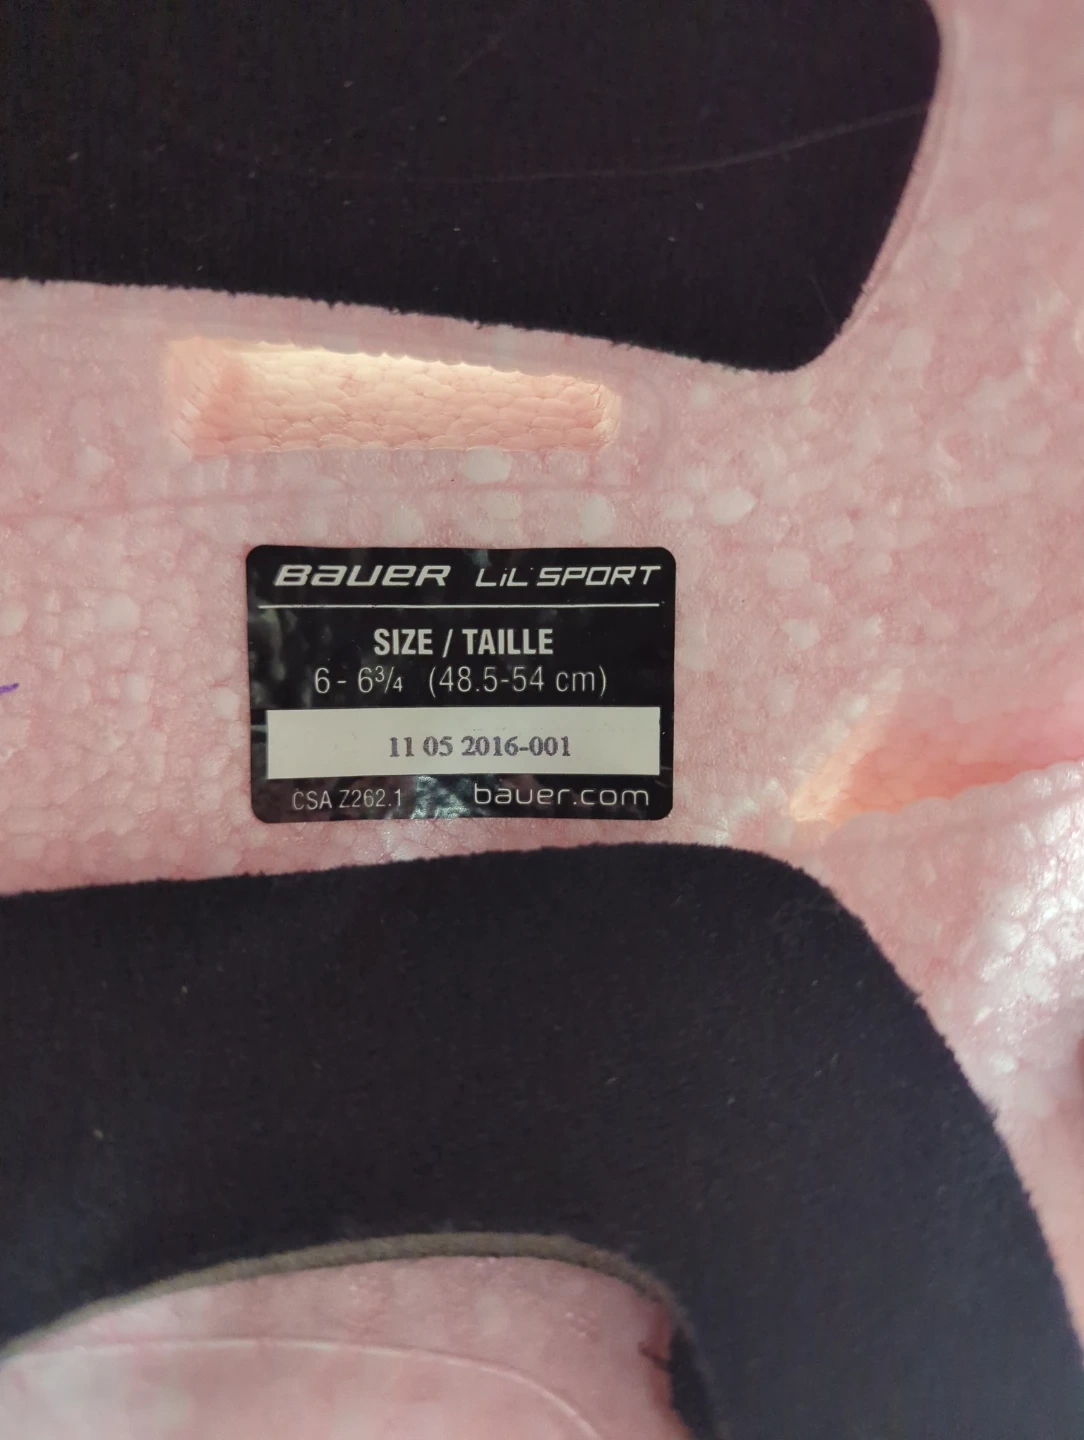 BAUER LIL' SPORT
SIZE / TAILLE
6 - 6¾ (48.5-54 cm)
11 05 2016-001
CSA Z262.1 bauer.com